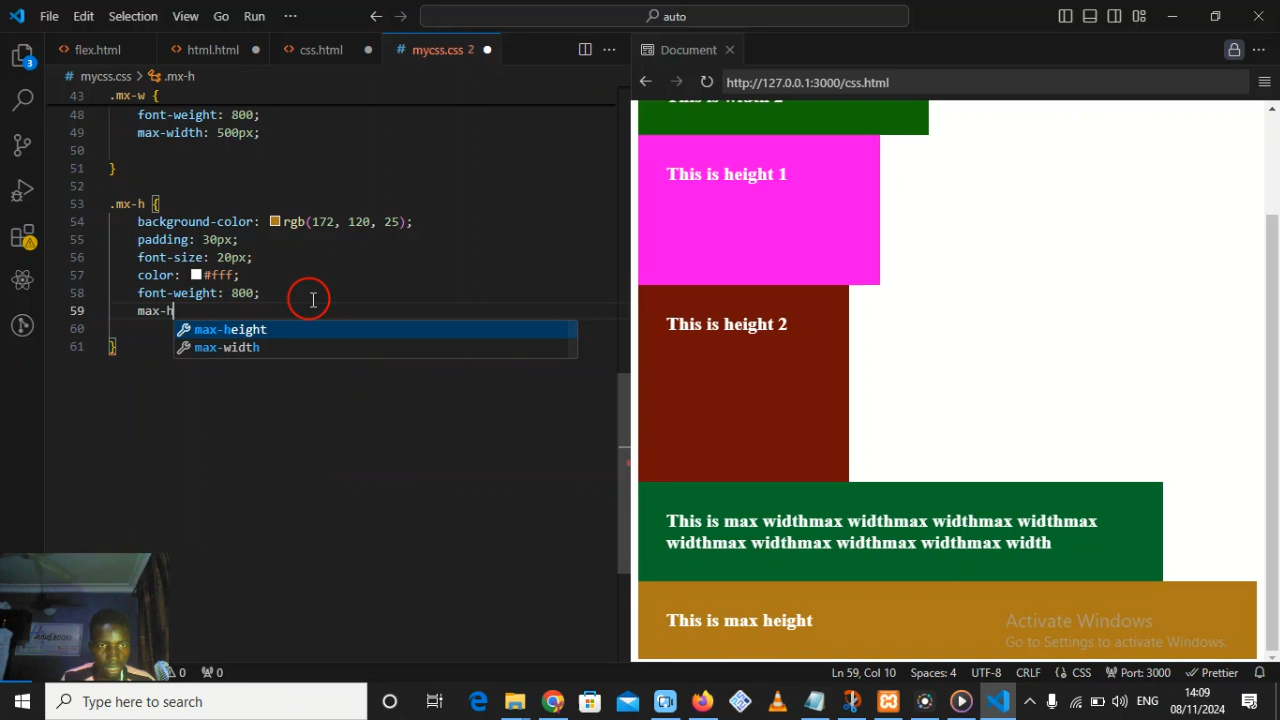 File Edit Selection View Go Run ··· auto
flex.html html.html css.html # mycss.css 2
# mycss.css > .mx-h
43 .mx-w {
48 font-weight: 800;
49 max-width: 500px;
50
51 }
52
53 .mx-h {
54 background-color: rgb(172, 120, 25);
55 padding: 30px;
56 font-size: 20px;
57 color: #fff;
58 font-weight: 800;
59 max-h
60
61 }
max-height
max-width
3
Document
http://127.0.0.1:3000/css.html
This is width 2
This is height 1
This is height 2
This is max widthmax widthmax widthmax widthmax
widthmax widthmax widthmax widthmax width
This is max height
Activate Windows
Go to Settings to activate Windows.
0 0 Ln 59, Col 10 Spaces: 4 UTF-8 CRLF {} CSS Port: 3000 Prettier
Type here to search
ENG
14:09
08/11/2024